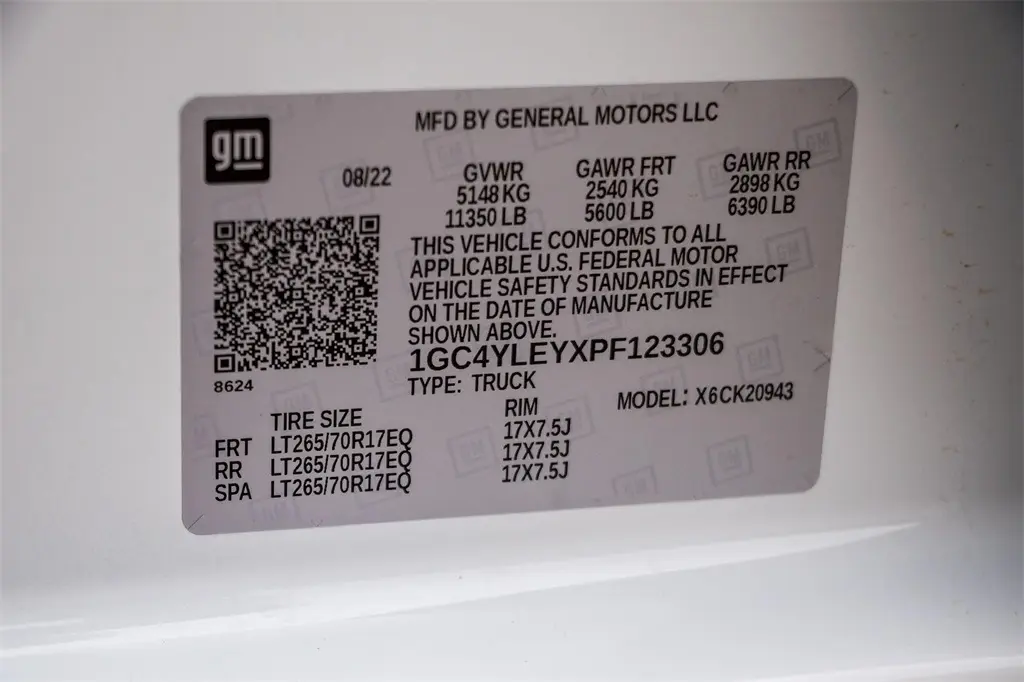 gm
MFD BY GENERAL MOTORS LLC
08/22 GVWR GAWR FRT GAWR RR
5148 KG 2540 KG 2898 KG
11350 LB 5600 LB 6390 LB
THIS VEHICLE CONFORMS TO ALL
APPLICABLE U.S. FEDERAL MOTOR
VEHICLE SAFETY STANDARDS IN EFFECT
ON THE DATE OF MANUFACTURE
SHOWN ABOVE.
1GC4YLEYXPF123306
8624
TYPE: TRUCK MODEL: X6CK20943
TIRE SIZE RIM
FRT LT265/70R17EQ 17X7.5J
RR LT265/70R17EQ 17X7.5J
SPA LT265/70R17EQ 17X7.5J